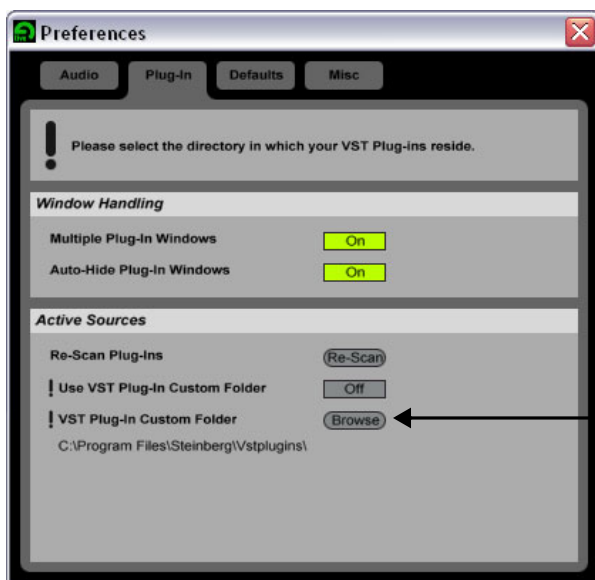 Preferences
Audio Plug-In Defaults Misc
Please select the directory in which your VST Plug-ins reside.
Window Handling
Multiple Plug-In Windows On
Auto-Hide Plug-In Windows On
Active Sources
Re-Scan Plug-Ins Re-Scan
! Use VST Plug-In Custom Folder Off
! VST Plug-In Custom Folder Browse
C:\Program Files\Steinberg\Vstplugins\